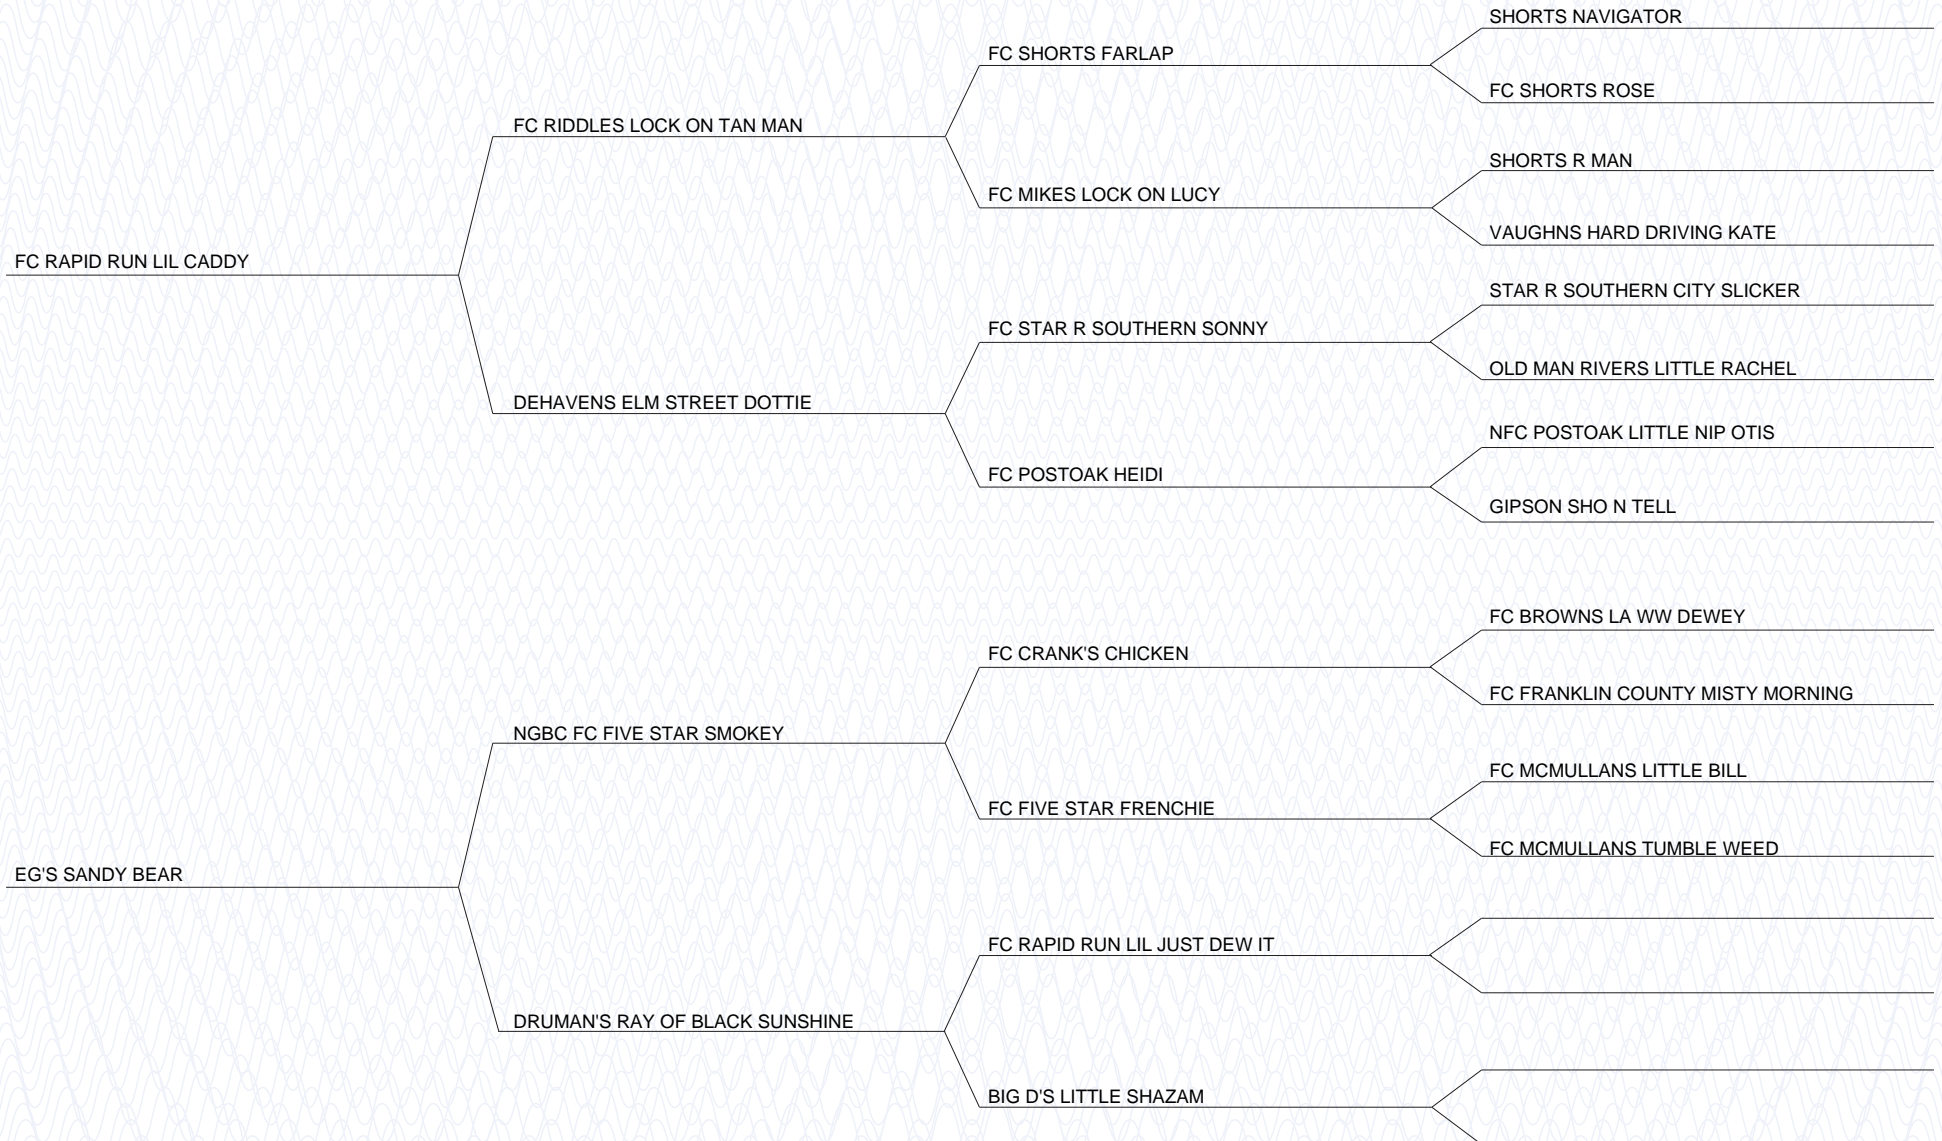 SHORTS NAVIGATOR
FC SHORTS FARLAP
FC SHORTS ROSE
FC RIDDLES LOCK ON TAN MAN
SHORTS R MAN
FC MIKES LOCK ON LUCY
VAUGHNS HARD DRIVING KATE
FC RAPID RUN LIL CADDY
STAR R SOUTHERN CITY SLICKER
FC STAR R SOUTHERN SONNY
OLD MAN RIVERS LITTLE RACHEL
DEHAVENS ELM STREET DOTTIE
NFC POSTOAK LITTLE NIP OTIS
FC POSTOAK HEIDI
GIPSON SHO N TELL
FC BROWNS LA WW DEWEY
FC CRANK'S CHICKEN
FC FRANKLIN COUNTY MISTY MORNING
NGBC FC FIVE STAR SMOKEY
FC MCMULLANS LITTLE BILL
FC FIVE STAR FRENCHIE
FC MCMULLANS TUMBLE WEED
EG'S SANDY BEAR
FC RAPID RUN LIL JUST DEW IT
DRUMAN'S RAY OF BLACK SUNSHINE
BIG D'S LITTLE SHAZAM